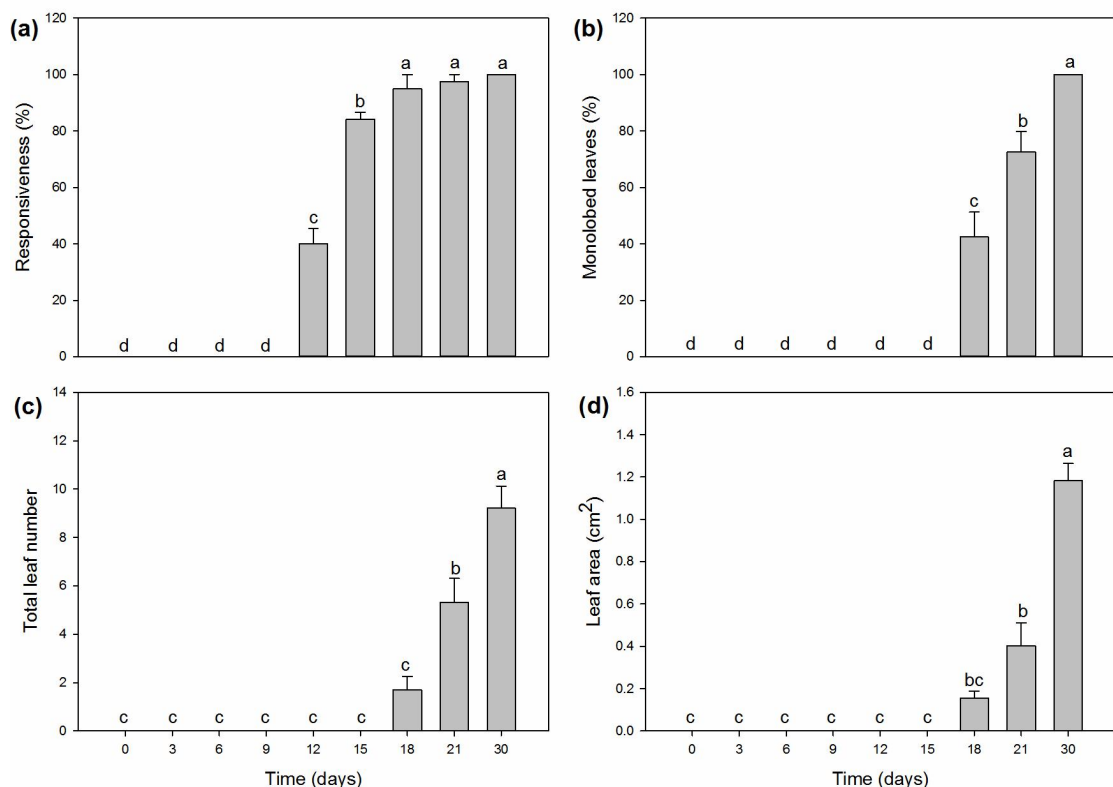 (a)
Responsiveness (%)
120
100
80
60
40
20
0
d d d d c b a a a
(b)
Monolobed leaves (%)
120
100
80
60
40
20
0
d d d d d d c b a
(c)
Total leaf number
14
12
10
8
6
4
2
0
c c c c c c c b a
0 3 6 9 12 15 18 21 30
Time (days)
(d)
Leaf area (cm2)
1.6
1.4
1.2
1.0
0.8
0.6
0.4
0.2
0.0
c c c c c c bc b a
0 3 6 9 12 15 18 21 30
Time (days)